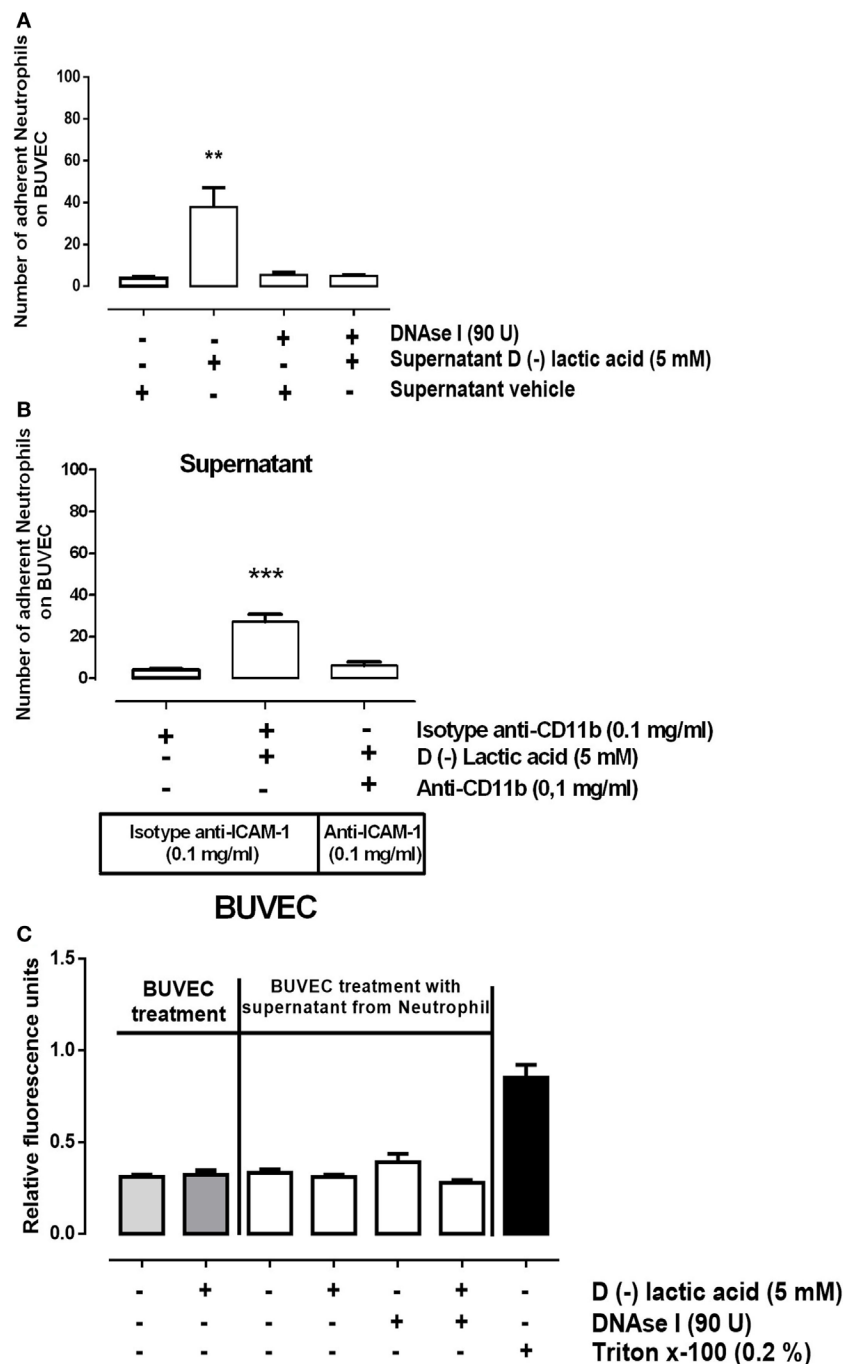 A
Number of adherent Neutrophils
on BUVEC
100
80
60
40
20
0
**
- - + + DNAse I (90 U)
- + - + Supernatant D (-) lactic acid (5 mM)
+ - + - Supernatant vehicle
B
Supernatant
Number of adherent Neutrophils
on BUVEC
100
80
60
40
20
0
***
+ + - Isotype anti-CD11b (0.1 mg/ml)
- + + D (-) Lactic acid (5 mM)
- - + Anti-CD11b (0,1 mg/ml)
Isotype anti-ICAM-1
(0.1 mg/ml)
Anti-ICAM-1
(0.1 mg/ml)
BUVEC
C
Relative fluorescence units
1.5
1.0
0.5
0.0
BUVEC
treatment
BUVEC treatment with
supernatant from Neutrophil
- + - + - + - D (-) lactic acid (5 mM)
- - - - + + - DNAse I (90 U)
- - - - - - + Triton x-100 (0.2 %)